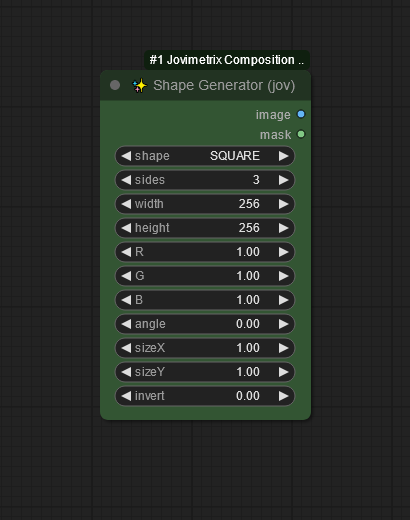 #1 Jovimetrix Composition ..
✨ Shape Generator (jov)
image
mask
shape SQUARE
sides 3
width 256
height 256
R 1.00
G 1.00
B 1.00
angle 0.00
sizeX 1.00
sizeY 1.00
invert 0.00